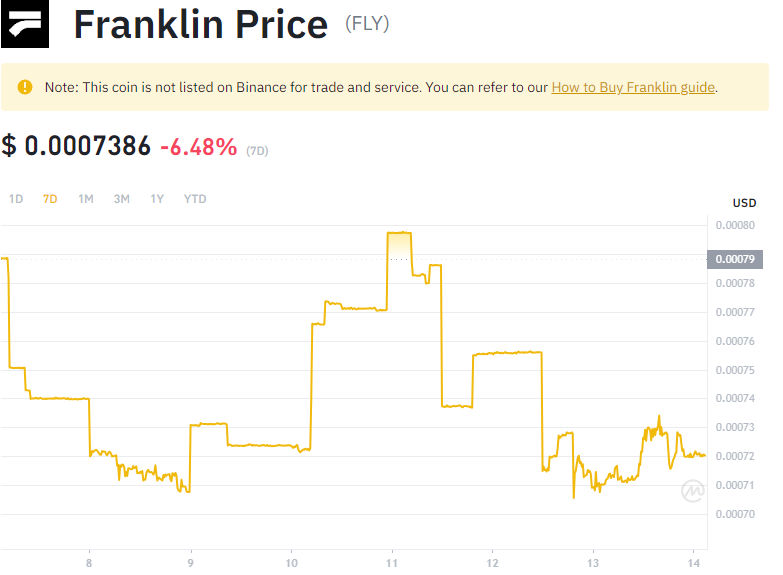 Franklin Price (FLY)
Note: This coin is not listed on Binance for trade and service. You can refer to our How to Buy Franklin guide.
$ 0.0007386 -6.48% (7D)
1D 7D 1M 3M 1Y YTD
USD
0.00080
0.00079
0.00078
0.00077
0.00076
0.00075
0.00074
0.00073
0.00072
0.00071
0.00070
8 9 10 11 12 13 14